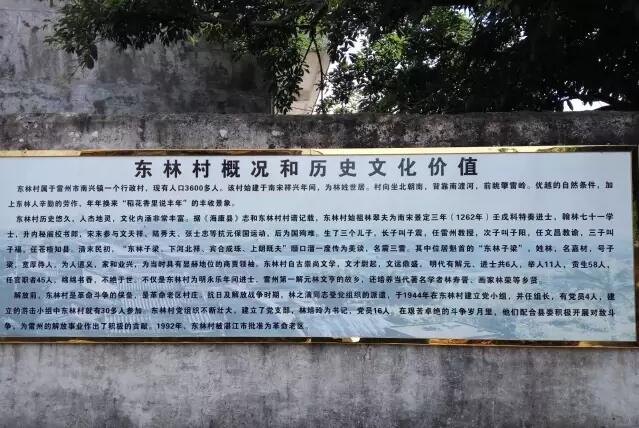 东林村概况和历史文化价值
东林村属于雷州市南兴镇一个行政村，现有人口3600多人。该村始建于南宋祥兴年间，为林姓世居。村向坐北朝南，背靠南渡河，前眺擎雷岭。优越的自然条件，加
上东林人辛勤的劳作，年年换来“稻花香里说丰年”的丰收景象。
东林村历史悠久，人杰地灵，文化内涵非常丰富。据《海康县》志和东林村村谱记载，东林村始祖林翠夫为南宋景定三年（1262年）壬戌科特奏进士，翰林七十一学
士，升内秘阁校书郎，宋末参与文天祥、陆秀夫、张士忠等抗元保国运动，后为国殉难。生了三个儿子，长子叫子震，任雷州教授，次子叫子阳，任文昌教谕，三子叫
子福，任苍梧知县。清末民初，“东林子梁、下河北祥、宾合成烁、上朗既夫”顺口溜一度传为美谈，名震三雷。其中位居魁首的“东林子梁”，姓林，名嘉材，号子
梁，宽厚待人，为人道义，家和业兴，为当时具有显赫地位的商贾领袖。东林村自古崇尚文学，文才尉起，文运鼎盛。明代有解元、进士共6人，举人11人，贡生58人，
任官职者45人，绵绵书香，不绝于世。不仅是东林村为明永乐年间进士、雷州第一解元林文亨的故乡，还培养当代著名学者林寿晋、画家林荣等乡贤。
解放前，东林村是革命斗争的保垒，是革命老区村庄。抗日及解放战争时期，林之清同志受党组织的派遣，于1944年在东林村建立党小组，并任组长，有党员4人，建
立的游击小组中东林村就有30多人参加。东林村党组织不断壮大，建立了党支部，林培玲为书记，党员16人。在艰苦卓绝的斗争岁月里，他们配合县委积极开展对敌斗
争，为雷州的解放事业作出了积极的贡献。1992年，东林村被湛江市批准为革命老区。